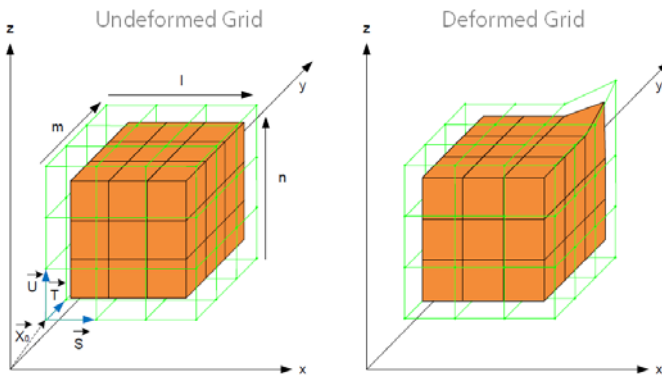 Undeformed Grid
Deformed Grid
z
l
y
m
n
U
T
X₀
S
x
z
y
x